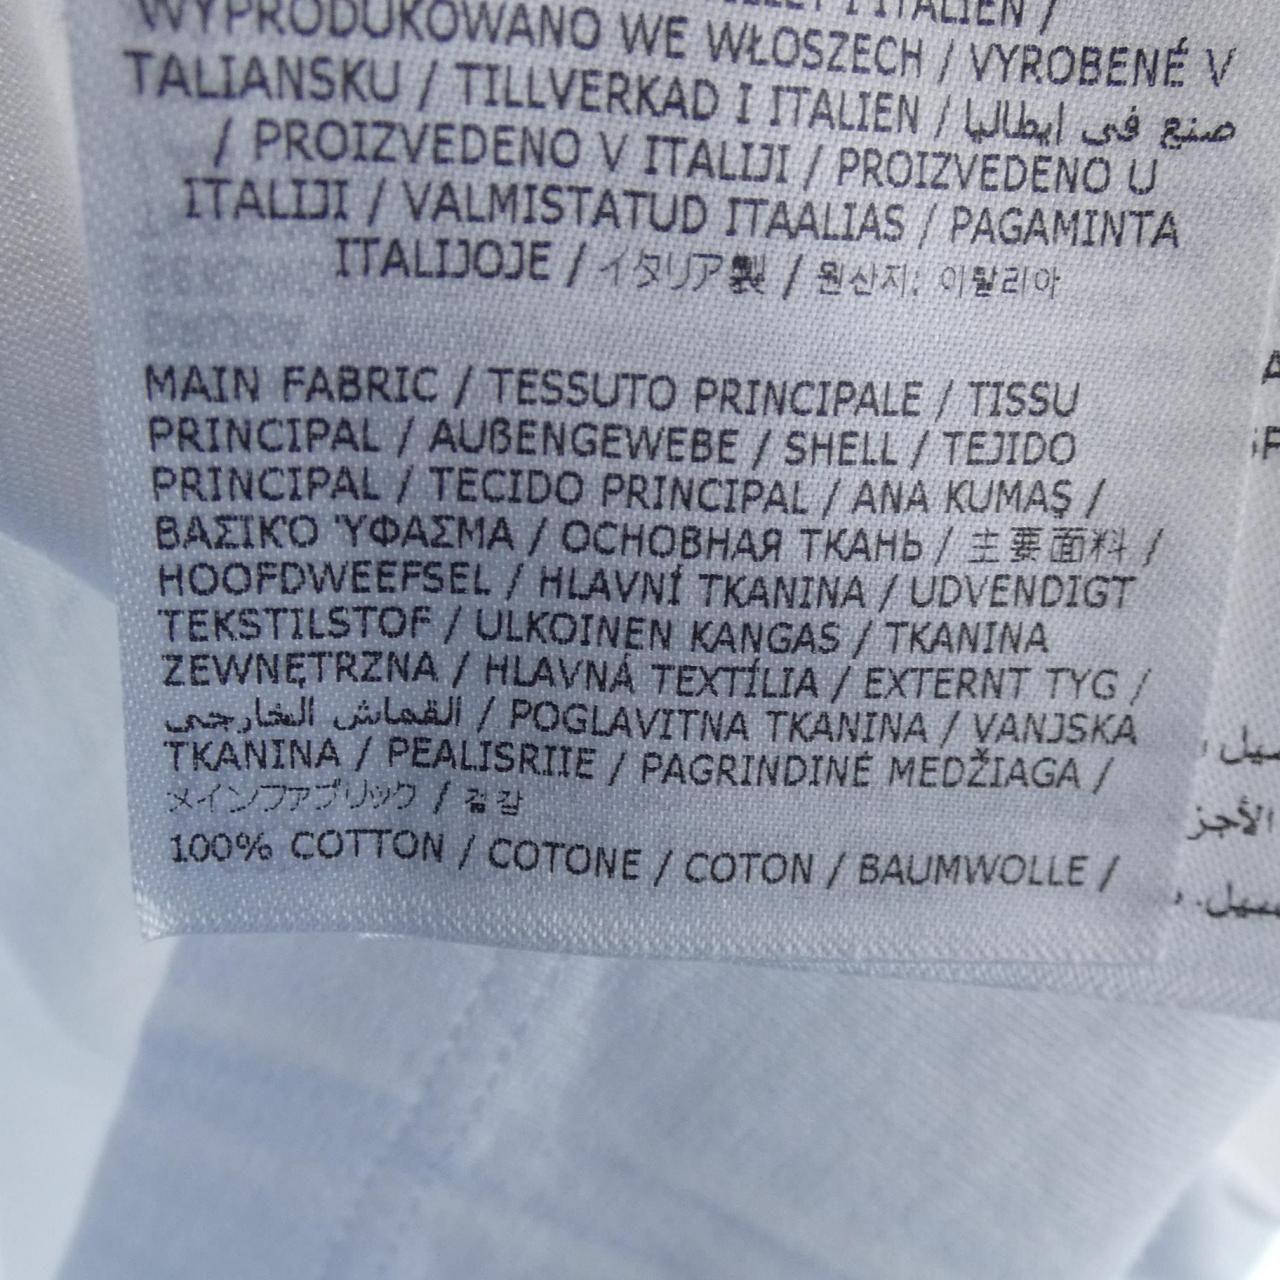 I ITALIEN /
WYPRODUKOWANO WE WŁOSZECH / VYROBENÉ V
TALIANSKU / TILLVERKAD I ITALIEN / صنع في ايطاليا
/ PROIZVEDENO V ITALIJI / PROIZVEDENO U
ITALIJI / VALMISTATUD ITAALIAS / PAGAMINTA
ITALIJOJE / イタリア製 / 원산지: 이탈리아
MAIN FABRIC / TESSUTO PRINCIPALE / TISSU
PRINCIPAL / AUßENGEWEBE / SHELL / TEJIDO
PRINCIPAL / TECIDO PRINCIPAL / ANA KUMAŞ /
ΒΑΣΙΚΌ ΎΦΑΣΜΑ / ОСНОВНАЯ ТКАНЬ / 主要面料 /
HOOFDWEEFSEL / HLAVNÍ TKANINA / UDVENDIGT
TEKSTILSTOF / ULKOINEN KANGAS / TKANINA
ZEWNĘTRZNA / HLAVNÁ TEXTÍLIA / EXTERNT TYG /
القماش الخارجي / POGLAVITNA TKANINA / VANJSKA
TKANINA / PEALISRIIE / PAGRINDINĖ MEDŽIAGA /
メインファブリック / 겉감
100% COTTON / COTONE / COTON / BAUMWOLLE /